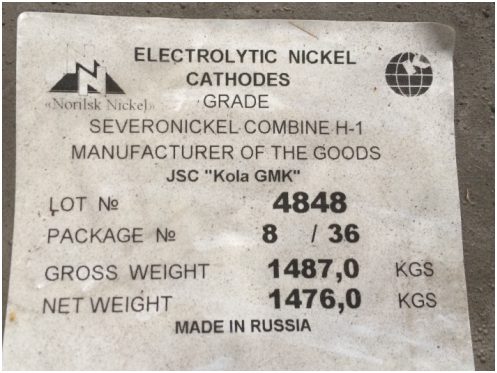 ELECTROLYTIC NICKEL
CATHODES
N
«Norilsk Nickel»
GRADE
SEVERONICKEL COMBINE H-1
MANUFACTURER OF THE GOODS
JSC "Kola GMK"
LOT № 4848
PACKAGE № 8 / 36
GROSS WEIGHT 1487,0 KGS
NET WEIGHT 1476,0 KGS
MADE IN RUSSIA